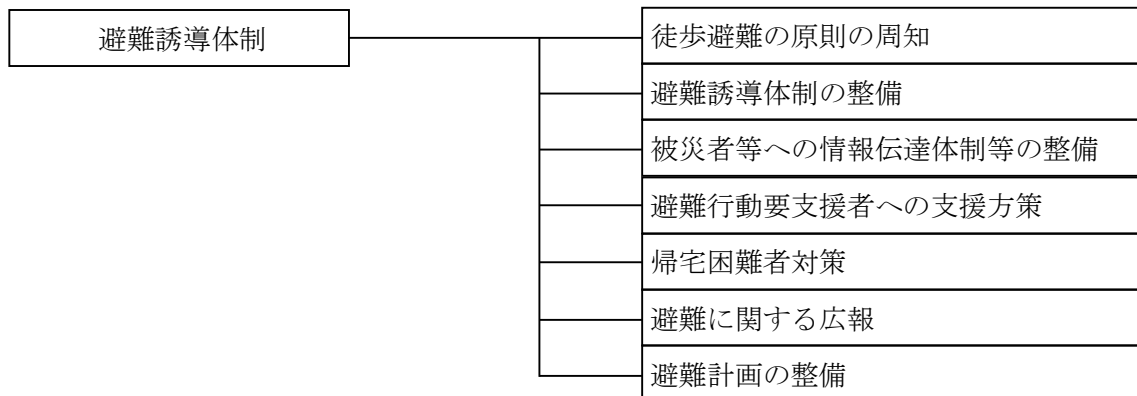 避難誘導体制
徒歩避難の原則の周知
避難誘導体制の整備
被災者等への情報伝達体制等の整備
避難行動要支援者への支援方策
帰宅困難者対策
避難に関する広報
避難計画の整備